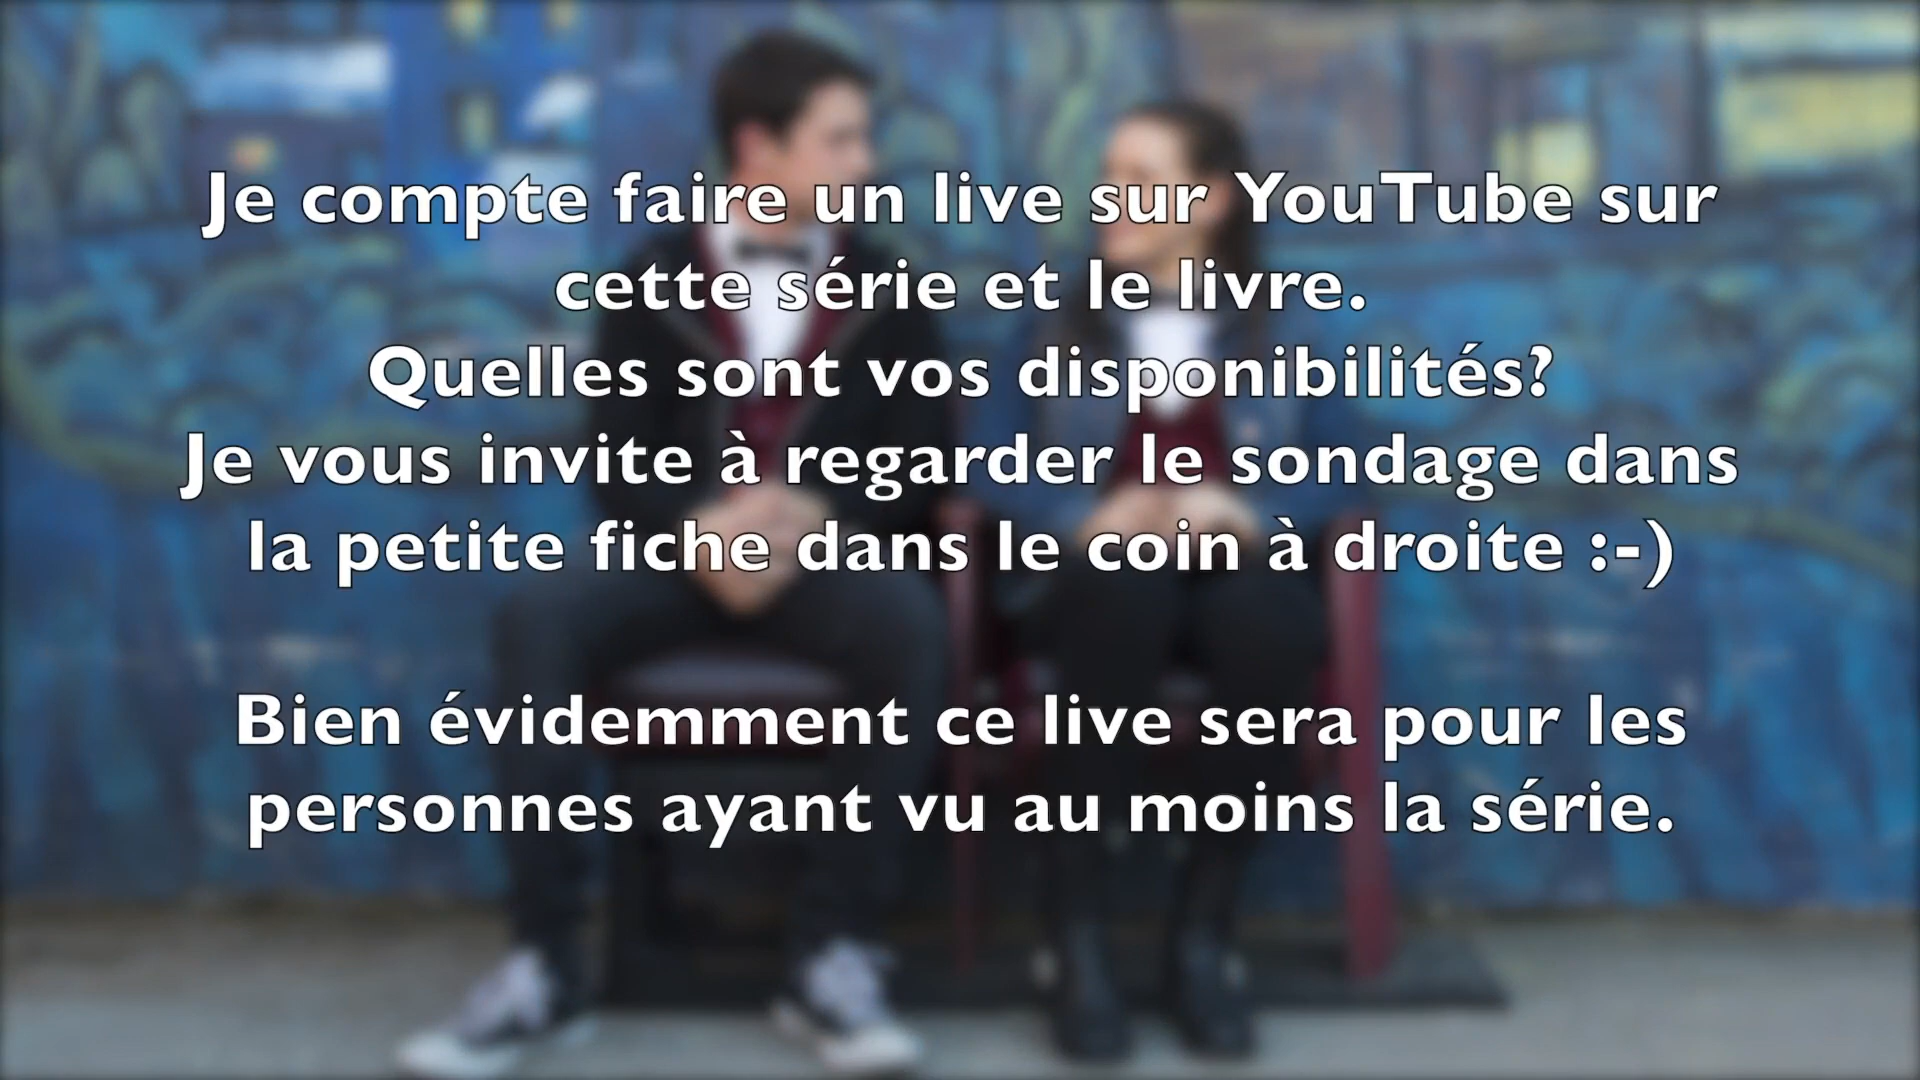 Je compte faire un live sur YouTube sur
cette série et le livre.
Quelles sont vos disponibilités?
Je vous invite à regarder le sondage dans
la petite fiche dans le coin à droite :-)
Bien évidemment ce live sera pour les
personnes ayant vu au moins la série.